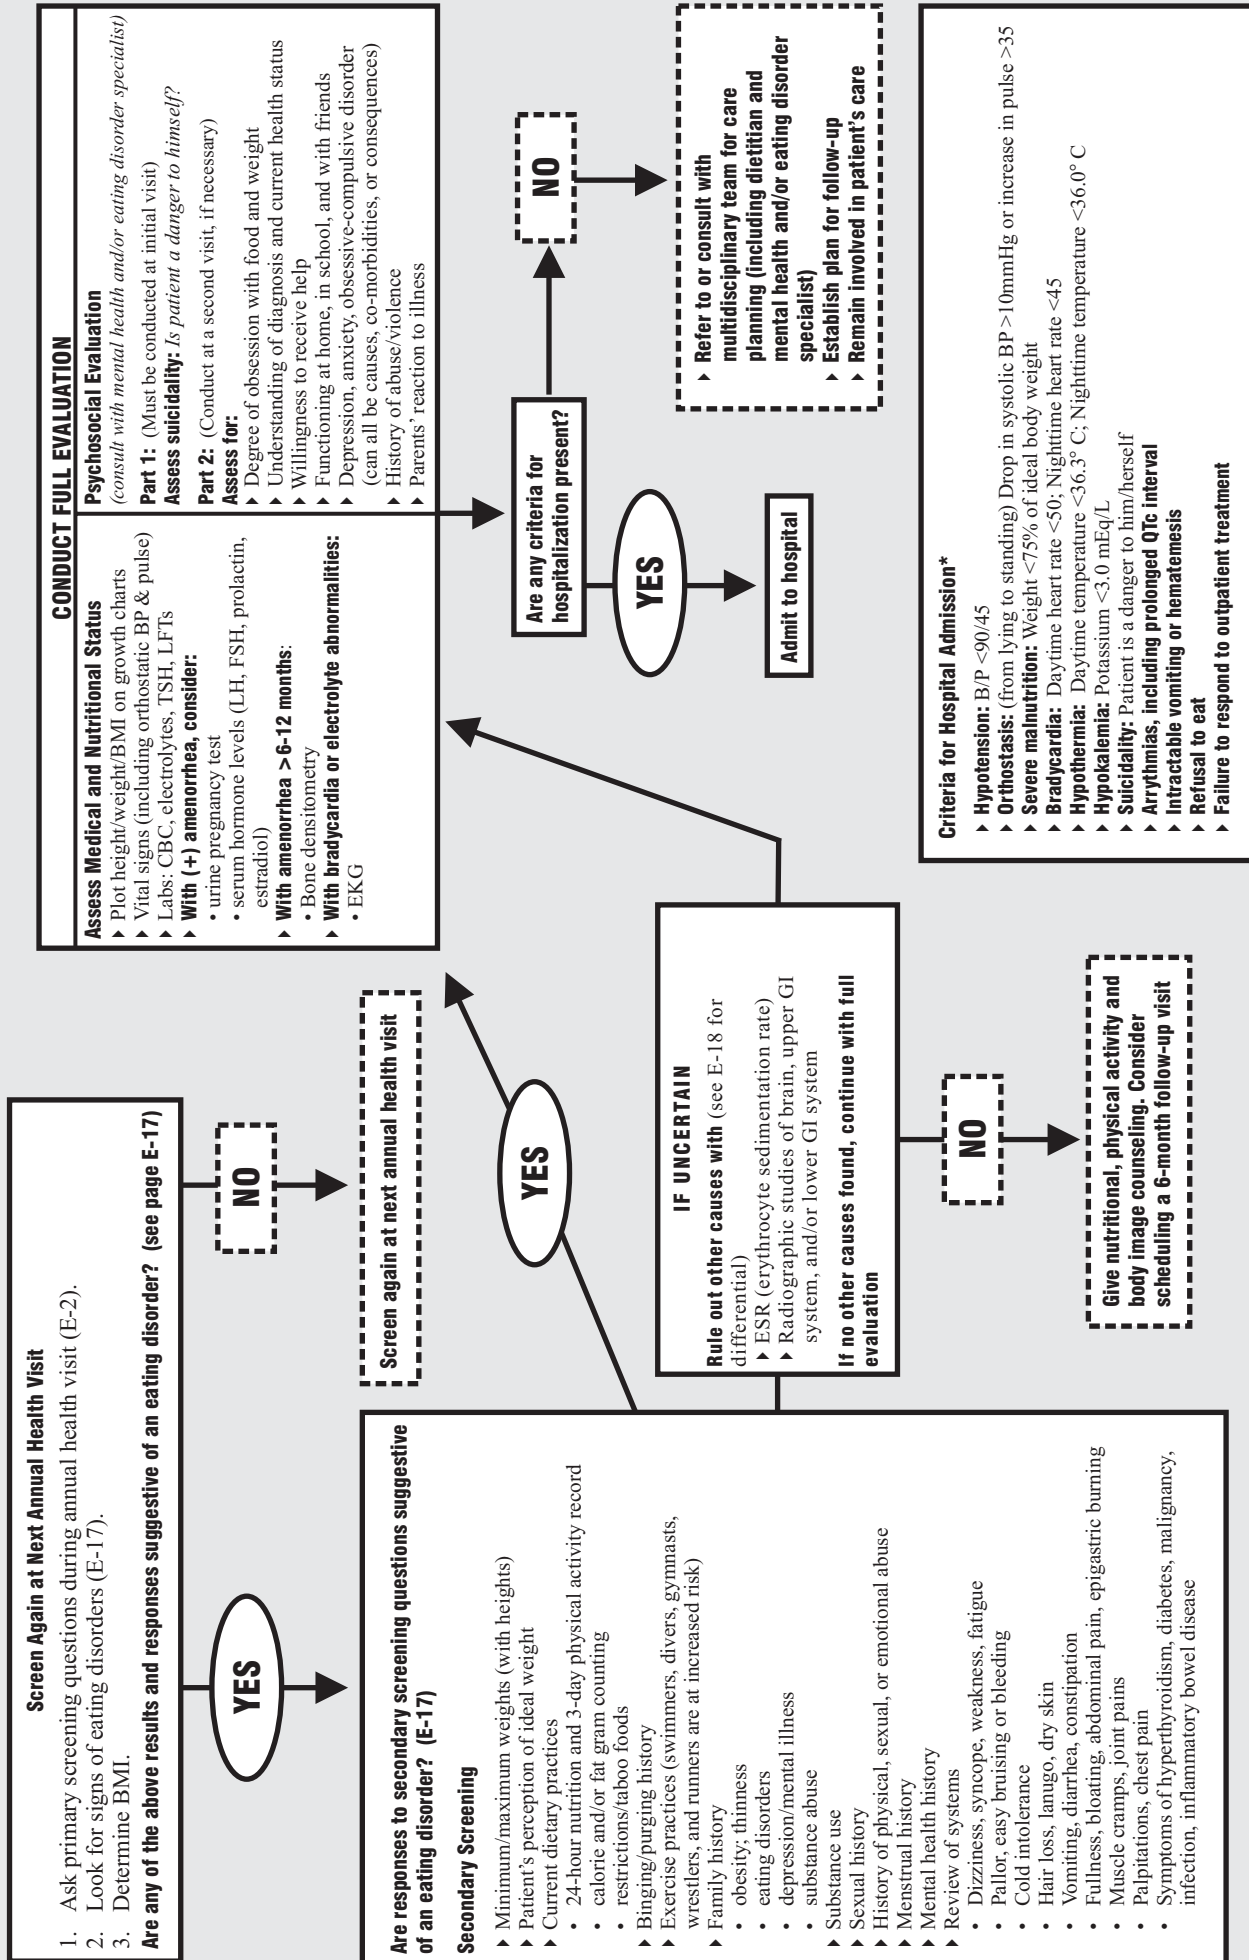 Screen Again at Next Annual Health Visit
1. Ask primary screening questions during annual health visit (E-2).
2. Look for signs of eating disorders (E-17).
3. Determine BMI.
Are any of the above results and responses suggestive of an eating disorder? (see page E-17)
YES
NO
Screen again at next annual health visit
Are responses to secondary screening questions suggestive
of an eating disorder? (E-17)
Secondary Screening
▸ Minimum/maximum weights (with heights)
▸ Patient's perception of ideal weight
▸ Current dietary practices
• 24-hour nutrition and 3-day physical activity record
• calorie and/or fat gram counting
• restrictions/taboo foods
▸ Binging/purging history
▸ Exercise practices (swimmers, divers, gymnasts,
wrestlers, and runners are at increased risk)
▸ Family history
• obesity; thinness
• eating disorders
• depression/mental illness
• substance abuse
▸ Substance use
▸ Sexual history
▸ History of physical, sexual, or emotional abuse
▸ Menstrual history
▸ Mental health history
▸ Review of systems
• Dizziness, syncope, weakness, fatigue
• Pallor, easy bruising or bleeding
• Cold intolerance
• Hair loss, lanugo, dry skin
• Vomiting, diarrhea, constipation
• Fullness, bloating, abdominal pain, epigastric burning
• Muscle cramps, joint pains
• Palpitations, chest pain
• Symptoms of hyperthyroidism, diabetes, malignancy,
infection, inflammatory bowel disease
YES
IF UNCERTAIN
Rule out other causes with (see E-18 for
differential)
▸ ESR (erythrocyte sedimentation rate)
▸ Radiographic studies of brain, upper GI
system, and/or lower GI system
If no other causes found, continue with full
evaluation
NO
Give nutritional, physical activity and
body image counseling. Consider
scheduling a 6-month follow-up visit
CONDUCT FULL EVALUATION
Assess Medical and Nutritional Status
▸ Plot height/weight/BMI on growth charts
▸ Vital signs (including orthostatic BP & pulse)
▸ Labs: CBC, electrolytes, TSH, LFTs
▸ With (+) amenorrhea, consider:
• urine pregnancy test
• serum hormone levels (LH, FSH, prolactin,
estradiol)
▸ With amenorrhea > 6-12 months:
• Bone densitometry
▸ With bradycardia or electrolyte abnormalities:
• EKG
Psychosocial Evaluation
(consult with mental health and/or eating disorder specialist)
Part 1: (Must be conducted at initial visit)
Assess suicidality: Is patient a danger to himself?
Part 2: (Conduct at a second visit, if necessary)
Assess for:
▸ Degree of obsession with food and weight
▸ Understanding of diagnosis and current health status
▸ Willingness to receive help
▸ Functioning at home, in school, and with friends
▸ Depression, anxiety, obsessive-compulsive disorder
(can all be causes, co-morbidities, or consequences)
▸ History of abuse/violence
▸ Parents' reaction to illness
Are any criteria for
hospitalization present?
YES
Admit to hospital
NO
▸ Refer to or consult with
multidisciplinary team for care
planning (including dietitian and
mental health and/or eating disorder
specialist)
▸ Establish plan for follow-up
▸ Remain involved in patient's care
Criteria for Hospital Admission*
▸ Hypotension: B/P <90/45
▸ Orthostasis: (from lying to standing) Drop in systolic BP >10mmHg or increase in pulse >35
▸ Severe malnutrition: Weight <75% of ideal body weight
▸ Bradycardia: Daytime heart rate <50; Nighttime heart rate <45
▸ Hypothermia: Daytime temperature <36.3° C; Nighttime temperature <36.0° C
▸ Hypokalemia: Potassium <3.0 mEq/L
▸ Suicidality: Patient is a danger to him/herself
▸ Arrythmias, including prolonged QTc interval
▸ Intractable vomiting or hematemesis
▸ Refusal to eat
▸ Failure to respond to outpatient treatment